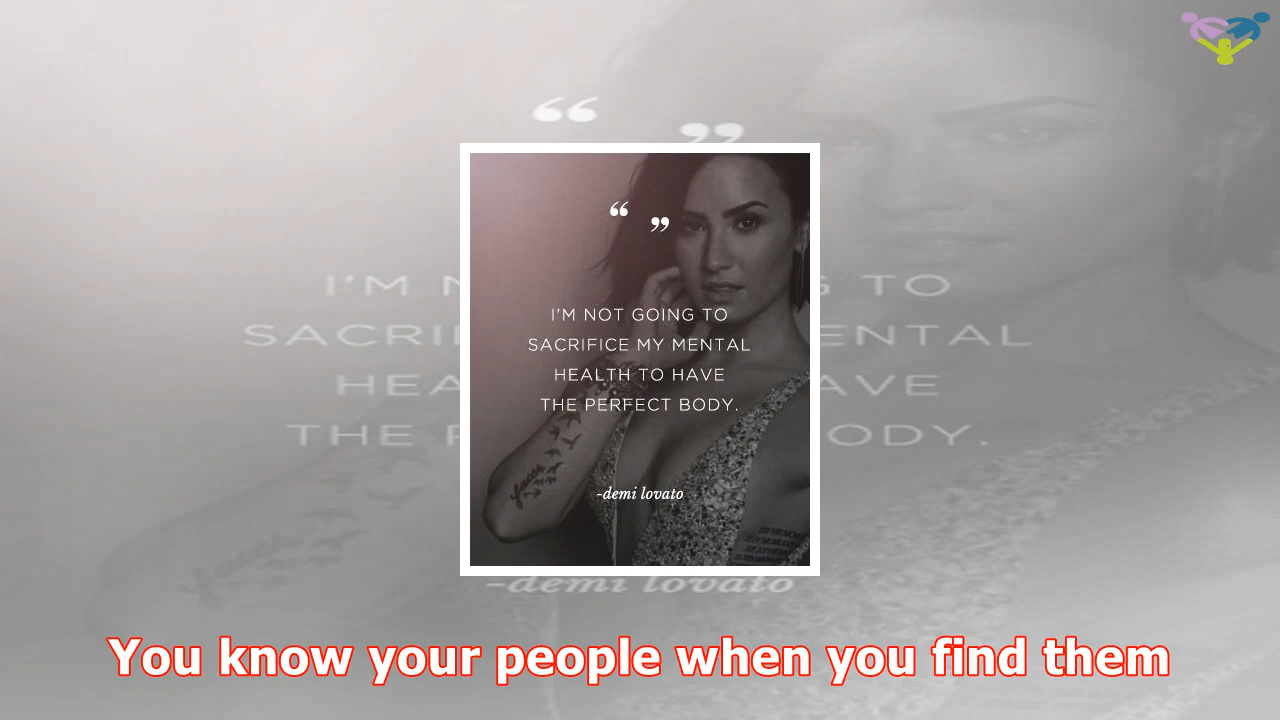 “ ”
I'M NOT GOING TO
SACRIFICE MY MENTAL
HEALTH TO HAVE
THE PERFECT BODY.
-demi lovato
You know your people when you find them